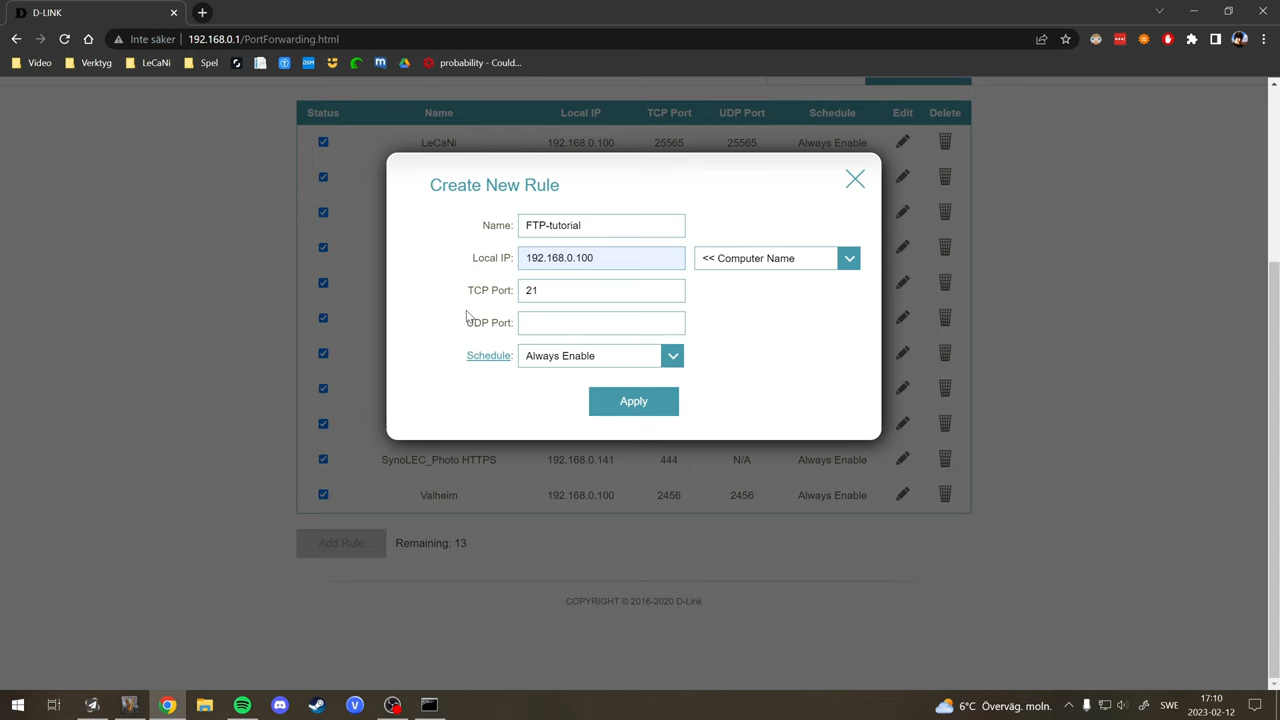 D-LINK
Inte säker
192.168.0.1/PortForwarding.html
Video
Verktyg
LeCaNi
Spel
probability - Could...
Status Name Local IP TCP Port UDP Port Schedule Edit Delete
LeCaNi 192.168.0.100 25565 25565 Always Enable
Create New Rule
Name: FTP-tutorial
Local IP: 192.168.0.100 << Computer Name
TCP Port: 21
UDP Port:
Schedule: Always Enable
Apply
SynoLEC_Photo HTTPS 192.168.0.141 444 N/A Always Enable
Valheim 192.168.0.100 2456 2456 Always Enable
Add Rule Remaining: 13
COPYRIGHT © 2016-2020 D-Link
6°C Överväg. moln.
SWE
17:10
2023-02-12